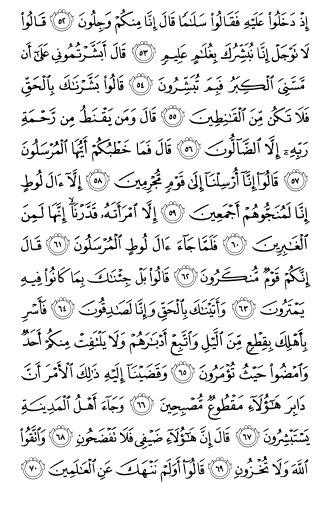 إِذْ دَخَلُوا۟ عَلَيْهِ فَقَالُوا۟ سَلَـٰمًا قَالَ إِنَّا مِنكُمْ وَجِلُونَ ٥٢ قَالُوا۟
لَا تَوْجَلْ إِنَّا نُبَشِّرُكَ بِغُلَـٰمٍ عَلِيمٍ ٥٣ قَالَ أَبَشَّرْتُمُونِى عَلَىٰٓ أَن
مَّسَّنِىَ ٱلْكِبَرُ فَبِمَ تُبَشِّرُونَ ٥٤ قَالُوا۟ بَشَّرْنَـٰكَ بِٱلْحَقِّ
فَلَا تَكُن مِّنَ ٱلْقَـٰنِطِينَ ٥٥ قَالَ وَمَن يَقْنَطُ مِن رَّحْمَةِ
رَبِّهِۦٓ إِلَّا ٱلضَّآلُّونَ ٥٦ قَالَ فَمَا خَطْبُكُمْ أَيُّهَا ٱلْمُرْسَلُونَ
٥٧ قَالُوٓا۟ إِنَّآ أُرْسِلْنَآ إِلَىٰ قَوْمٍ مُّجْرِمِينَ ٥٨ إِلَّآ ءَالَ لُوطٍ
إِنَّا لَمُنَجُّوهُمْ أَجْمَعِينَ ٥٩ إِلَّا ٱمْرَأَتَهُۥ قَدَّرْنَآ إِنَّهَا لَمِنَ
ٱلْغَـٰبِرِينَ ٦٠ فَلَمَّا جَآءَ ءَالَ لُوطٍ ٱلْمُرْسَلُونَ ٦١ قَالَ
إِنَّكُمْ قَوْمٌ مُّنكَرُونَ ٦٢ قَالُوا۟ بَلْ جِئْنَـٰكَ بِمَا كَانُوا۟ فِيهِ
يَمْتَرُونَ ٦٣ وَأَتَيْنَـٰكَ بِٱلْحَقِّ وَإِنَّا لَصَـٰدِقُونَ ٦٤ فَأَسْرِ
بِأَهْلِكَ بِقِطْعٍ مِّنَ ٱلَّيْلِ وَٱتَّبِعْ أَدْبَـٰرَهُمْ وَلَا يَلْتَفِتْ مِنكُمْ أَحَدٌ
وَٱمْضُوا۟ حَيْثُ تُؤْمَرُونَ ٦٥ وَقَضَيْنَآ إِلَيْهِ ذَٰلِكَ ٱلْأَمْرَ أَنَّ
دَابِرَ هَـٰٓؤُلَآءِ مَقْطُوعٌ مُّصْبِحِينَ ٦٦ وَجَآءَ أَهْلُ ٱلْمَدِينَةِ
يَسْتَبْشِرُونَ ٦٧ قَالَ إِنَّ هَـٰٓؤُلَآءِ ضَيْفِى فَلَا تَفْضَحُونِ ٦٨ وَٱتَّقُوا۟
ٱللَّهَ وَلَا تُخْزُونِ ٦٩ قَالُوٓا۟ أَوَلَمْ نَنْهَكَ عَنِ ٱلْعَـٰلَمِينَ ٧٠